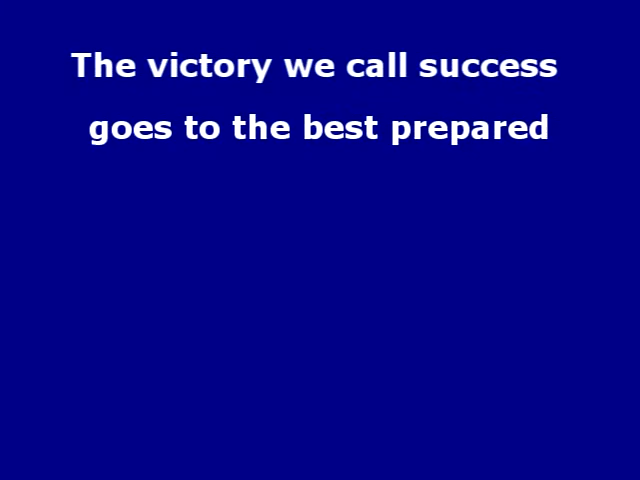 The victory we call success
goes to the best prepared